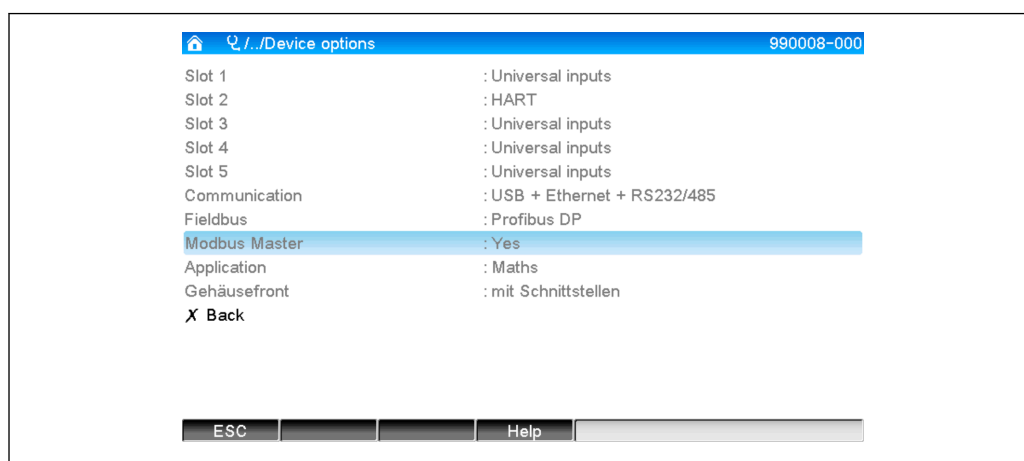 /../Device options 990008-000
Slot 1 : Universal inputs
Slot 2 : HART
Slot 3 : Universal inputs
Slot 4 : Universal inputs
Slot 5 : Universal inputs
Communication : USB + Ethernet + RS232/485
Fieldbus : Profibus DP
Modbus Master : Yes
Application : Maths
Gehäusefront : mit Schnittstellen
X Back
ESC Help